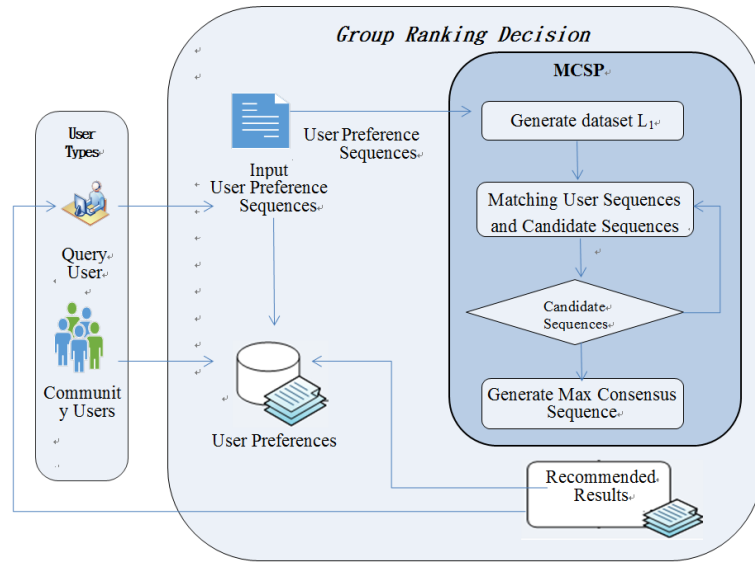 Group Ranking Decision
User
Types
Query
User
Communit
y Users
Input
User Preference
Sequences
User Preference
Sequences
User Preferences
MCSP
Generate dataset L₁
Matching User Sequences
and Candidate Sequences
Candidate
Sequences
Generate Max Consensus
Sequence
Recommended
Results